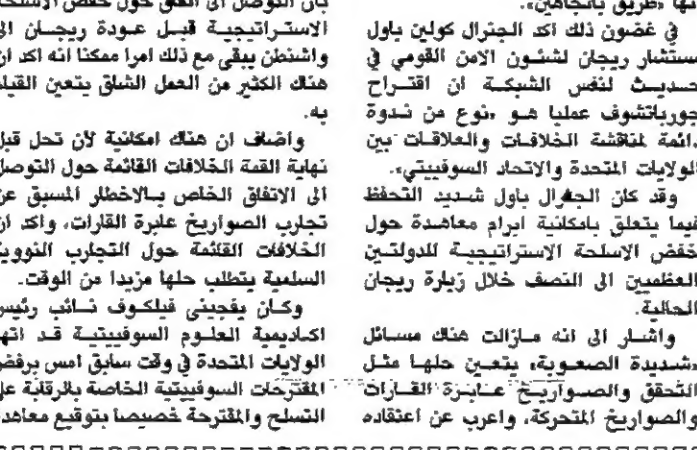 نها «طريق باتجاهين».
في غضون ذلك اكد الجنرال كولين باول
مستشار ريجان لشئون الامن القومي في
حديث لنفس الشبكة ان اقتراح
جورباتشوف عمليا هو «نوع من ندوة
دائمة لمناقشة الخلافات والعلاقات بين
الولايات المتحدة والاتحاد السوفييتي».
وقد كان الجنرال باول شديد التحفظ
فيما يتعلق بامكانية ابرام معاهدة حول
خفض الاسلحة الاستراتيجية للدولتين
العظميين الى النصف خلال زيارة ريجان
الحالية.
واشار الى انه مازالت هناك مسائل
«شديدة الصعوبة» يتعين حلها مثل
التحقق والصواريخ عابرة القارات
والصواريخ المتحركة، واعرب عن اعتقاده
بان التوصل الى اتفاق حول خفض الاسلحة
الاستراتيجية قبل عودة ريجان الى
واشنطن يبقى مع ذلك امرا ممكنا انه اكد ان
هناك الكثير من العمل الشاق يتعين القيام
به.
واضاف ان هناك امكانية لأن تحل قبل
نهاية القمة الخلافات القائمة حول التوصل
الى الاتفاق الخاص بالاخطار المسبق عن
تجارب الصواريخ عابرة القارات، واكد ان
الخلافات القائمة حول التجارب النووية
السلمية يتطلب حلها مزيدا من الوقت.
وكان يفجيني فيلكوف نائب رئيس
اكاديمية العلوم السوفييتية قد اتهم
الولايات المتحدة في وقت سابق امس برفض
المقترحات السوفييتية الخاصة بالرقابة على
التسلح والمقترحة خصيصا بتوقيع معاهدة